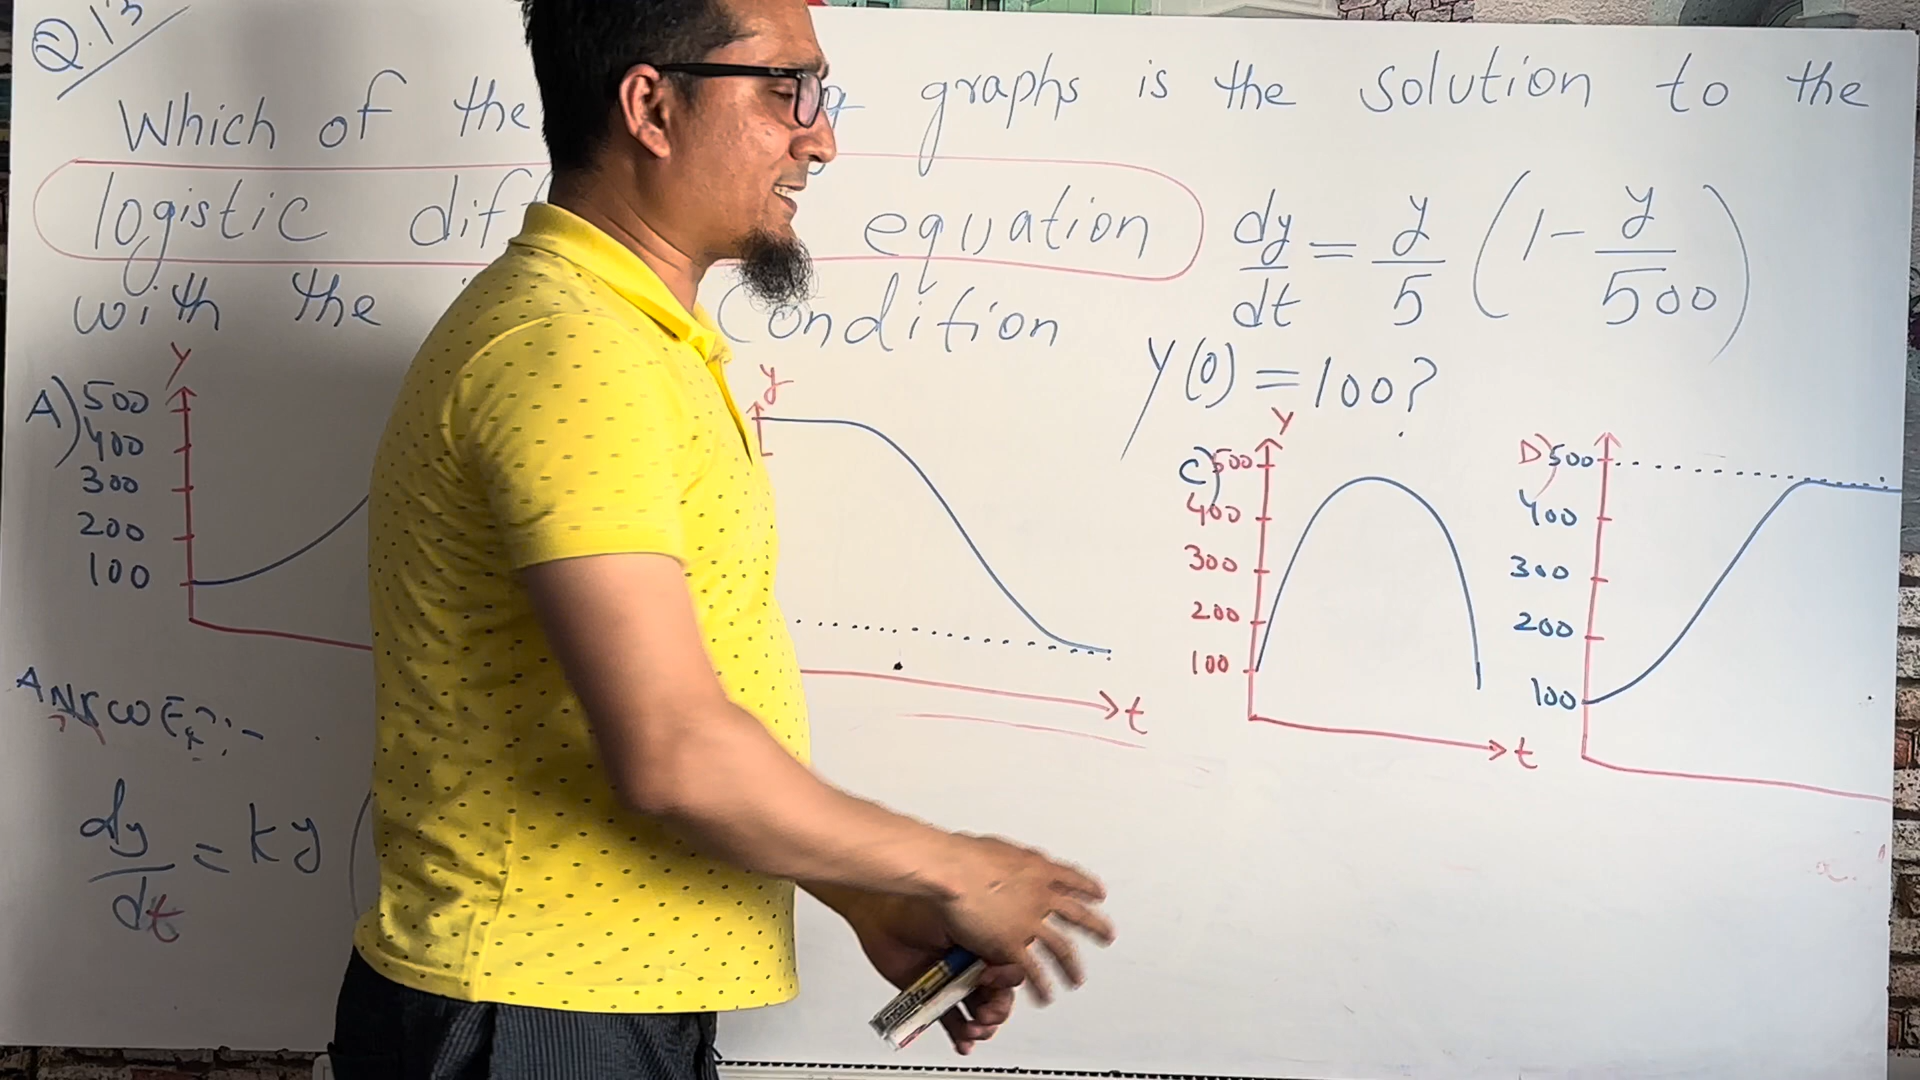 Q.13
Which of the graphs is the solution to the
logistic equation dy/dt = y/5 (1 - y/500)
with the Condition
Y(0) = 100?
A) Y
500
400
300
200
100
y
t
C) Y
500
400
300
200
100
t
D) 500
400
300
200
100
ANSWER:-
dy/dt = ky (